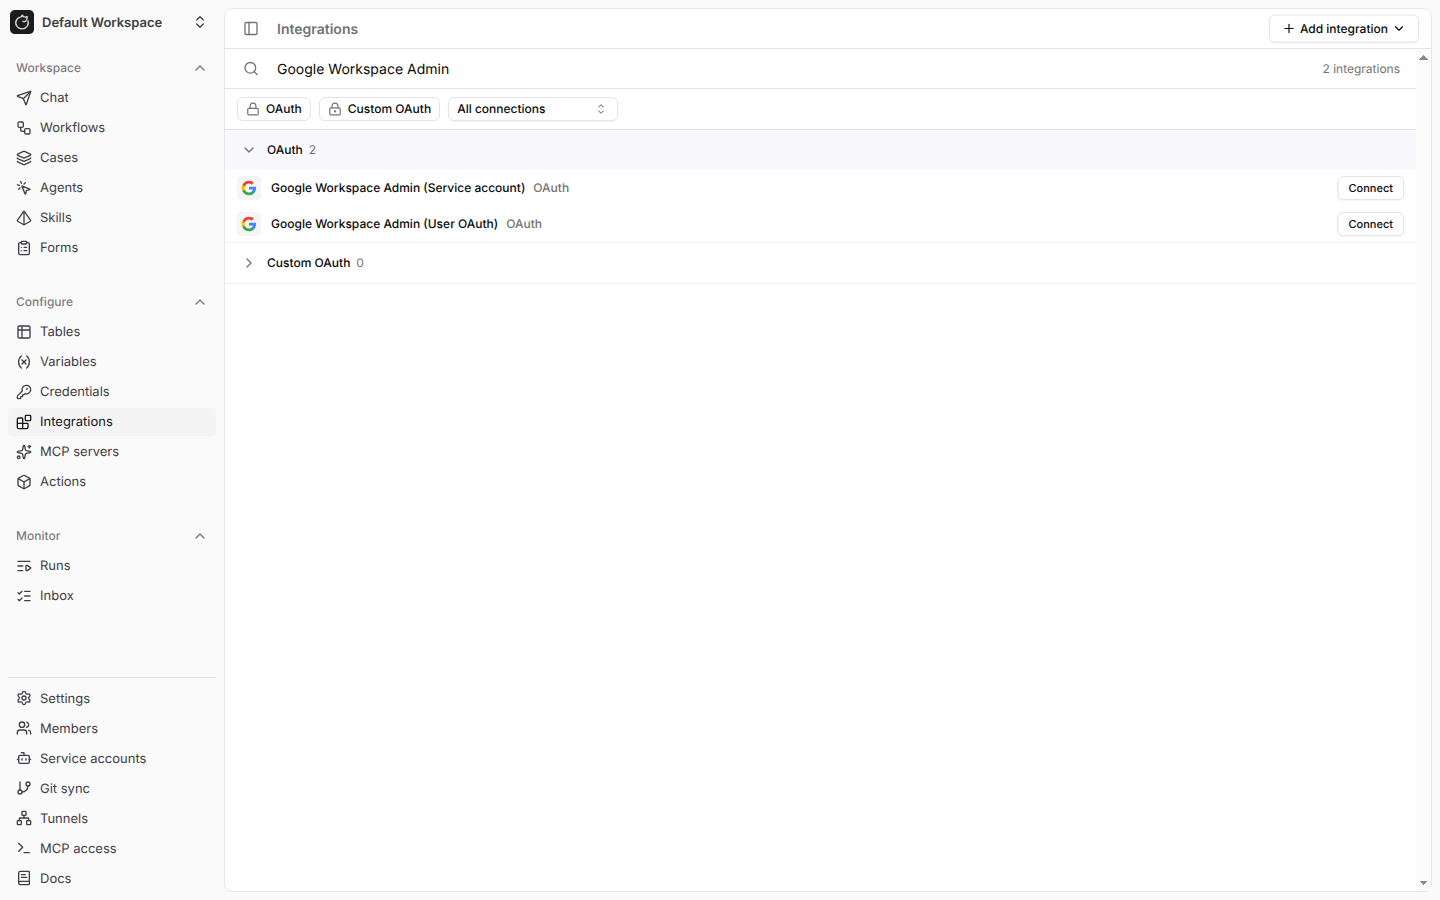 Default Workspace
Workspace
Chat
Workflows
Cases
Agents
Skills
Forms
Configure
Tables
Variables
Credentials
Integrations
MCP servers
Actions
Monitor
Runs
Inbox
Settings
Members
Service accounts
Git sync
Tunnels
MCP access
Docs
Integrations
Add integration
Google Workspace Admin
2 integrations
OAuth
Custom OAuth
All connections
OAuth 2
Google Workspace Admin (Service account) OAuth
Connect
Google Workspace Admin (User OAuth) OAuth
Connect
Custom OAuth 0